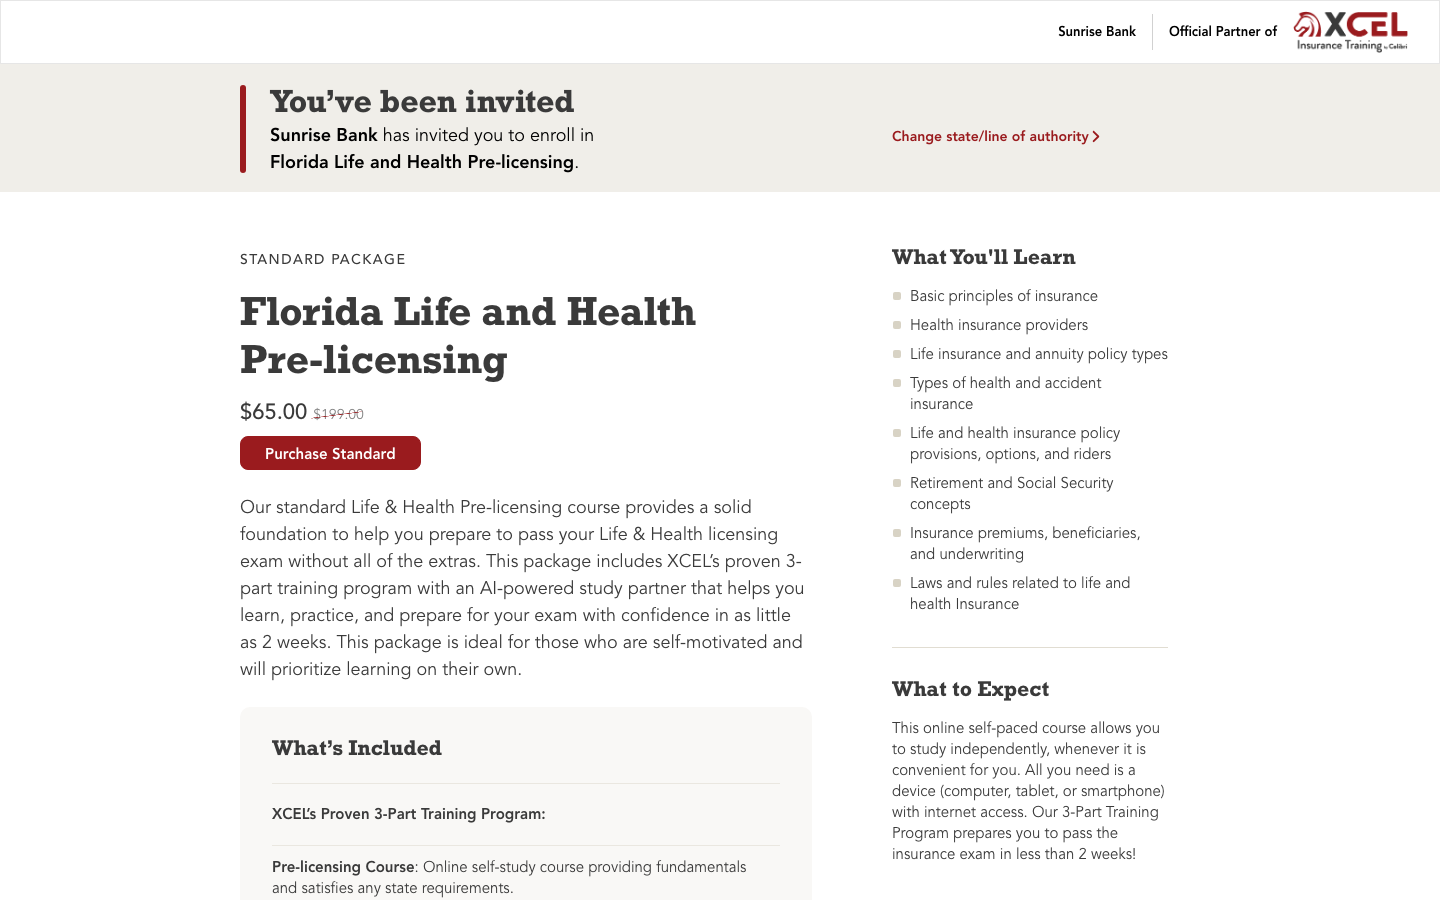 Sunrise Bank
Official Partner of
XCEL
Insurance Training by Colibri
You’ve been invited
Sunrise Bank has invited you to enroll in
Florida Life and Health Pre-licensing.
Change state/line of authority
STANDARD PACKAGE
Florida Life and Health
Pre-licensing
$65.00 $199.00
Purchase Standard
Our standard Life & Health Pre-licensing course provides a solid
foundation to help you prepare to pass your Life & Health licensing
exam without all of the extras. This package includes XCEL’s proven 3-
part training program with an AI-powered study partner that helps you
learn, practice, and prepare for your exam with confidence in as little
as 2 weeks. This package is ideal for those who are self-motivated and
will prioritize learning on their own.
What’s Included
XCEL’s Proven 3-Part Training Program:
Pre-licensing Course: Online self-study course providing fundamentals
and satisfies any state requirements.
What You'll Learn
Basic principles of insurance
Health insurance providers
Life insurance and annuity policy types
Types of health and accident
insurance
Life and health insurance policy
provisions, options, and riders
Retirement and Social Security
concepts
Insurance premiums, beneficiaries,
and underwriting
Laws and rules related to life and
health Insurance
What to Expect
This online self-paced course allows you
to study independently, whenever it is
convenient for you. All you need is a
device (computer, tablet, or smartphone)
with internet access. Our 3-Part Training
Program prepares you to pass the
insurance exam in less than 2 weeks!